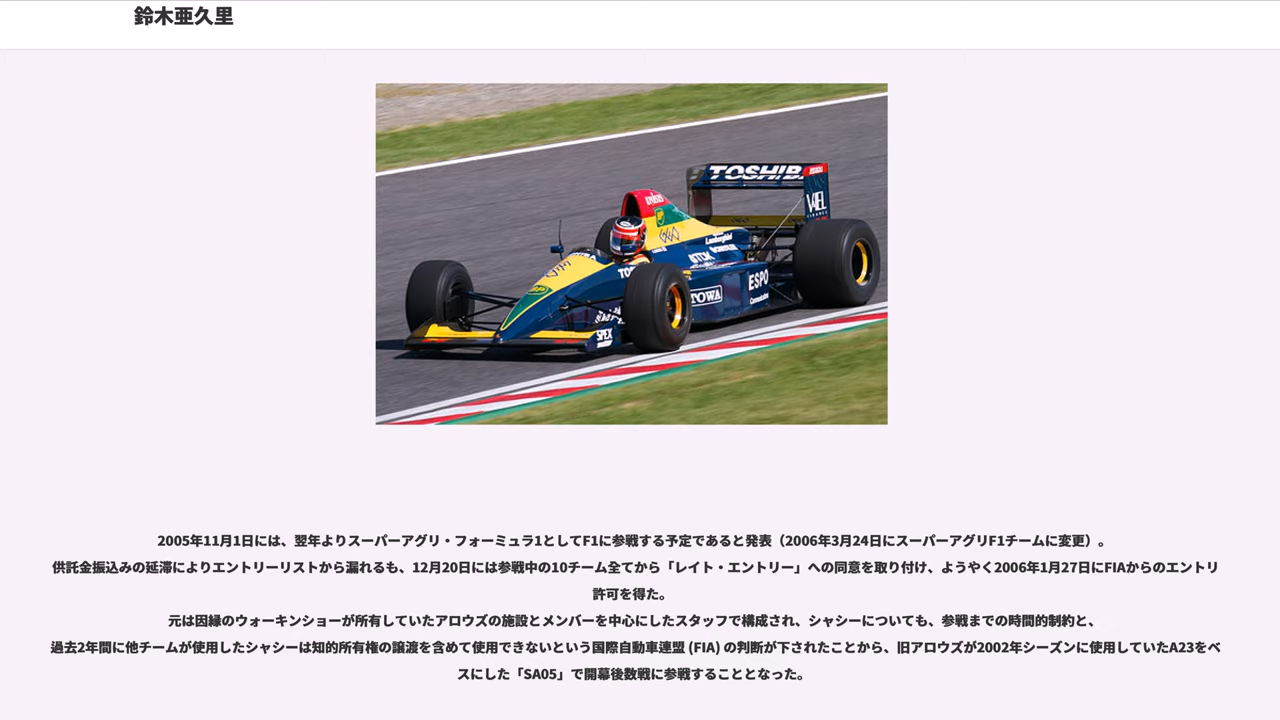 鈴木亜久里
TOSHIBA
UNISIS
BP
Lamborghini
TOWA
ESPO
SPEX
2005年11月1日には、翌年よりスーパーアグリ・フォーミュラ1としてF1に参戦する予定であると発表（2006年3月24日にスーパーアグリF1チームに変更）。
供託金振込みの延滞によりエントリーリストから漏れるも、12月20日には参戦中の10チーム全てから「レイト・エントリー」への同意を取り付け、ようやく2006年1月27日にFIAからのエントリ
許可を得た。
元は因縁のウォーキンショーが所有していたアロウズの施設とメンバーを中心にしたスタッフで構成され、シャシーについても、参戦までの時間的制約と、
過去2年間に他チームが使用したシャシーは知的所有権の譲渡を含めて使用できないという国際自動車連盟 (FIA) の判断が下されたことから、旧アロウズが2002年シーズンに使用していたA23をベ
スにした「SA05」で開幕後数戦に参戦することとなった。